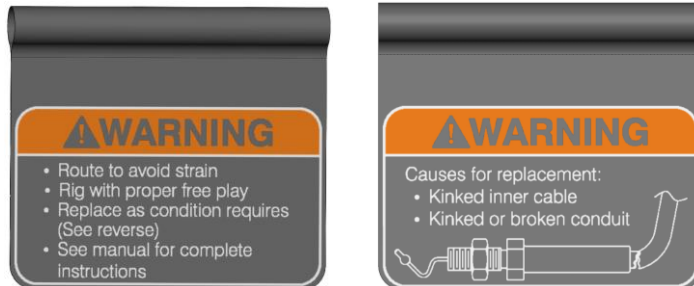 WARNING
• Route to avoid strain
• Rig with proper free play
• Replace as condition requires
(See reverse)
• See manual for complete
instructions
WARNING
Causes for replacement:
• Kinked inner cable
• Kinked or broken conduit